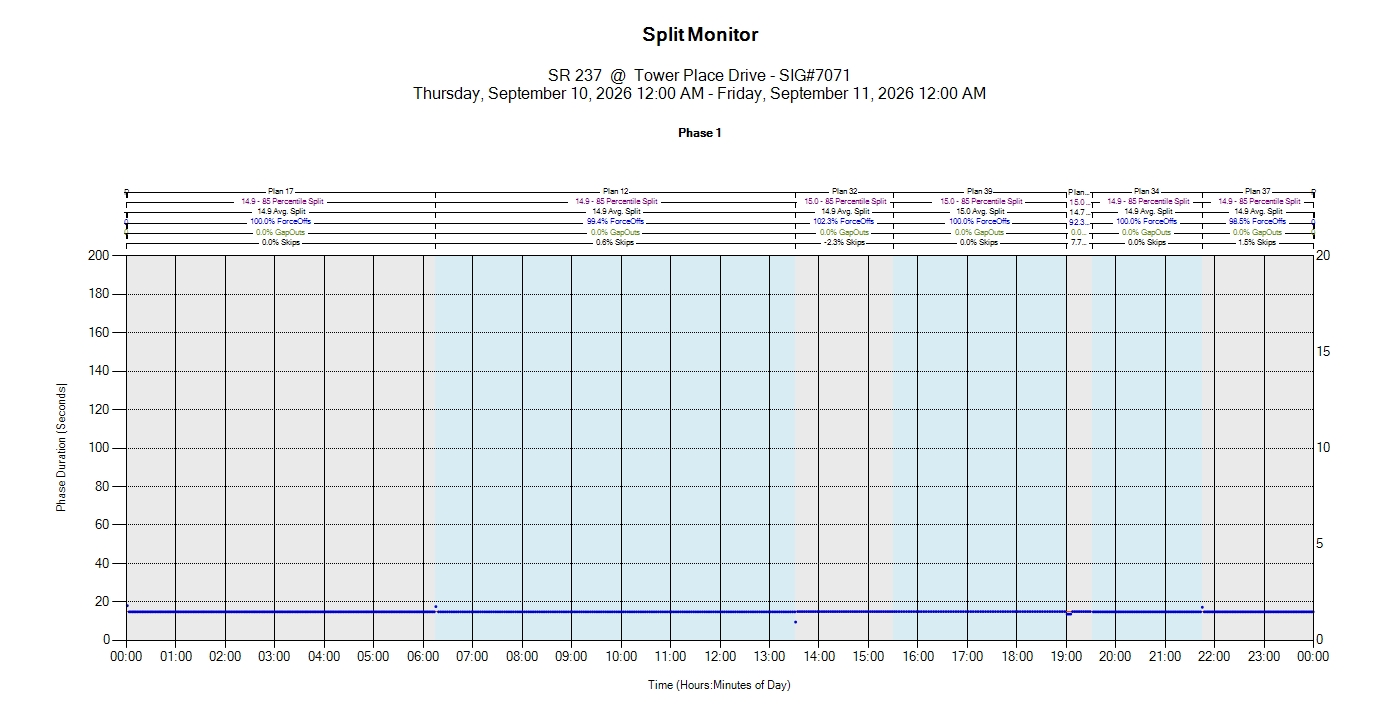 Split Monitor
SR 237 @ Tower Place Drive - SIG#7071
Thursday, September 10, 2026 12:00 AM - Friday, September 11, 2026 12:00 AM
Phase 1
Plan 17 Plan 12 Plan 32 Plan 39 Plan... Plan 34 Plan 37
14.9 - 85 Percentile Split 14.9 - 85 Percentile Split 15.0 - 85 Percentile Split 15.0 - 85 Percentile Split 15.0 ... 14.9 - 85 Percentile Split 14.9 - 85 Percentile Split
14.9 Avg. Split 14.9 Avg. Split 14.9 Avg. Split 15.0 Avg. Split 14.7... 14.9 Avg. Split 14.9 Avg. Split
100.0% ForceOffs 99.4% ForceOffs 102.3% ForceOffs 100.0% ForceOffs 92.3... 100.0% ForceOffs 98.5% ForceOffs
0.0% GapOuts 0.0% GapOuts 0.0% GapOuts 0.0% GapOuts 0.0... 0.0% GapOuts 0.0% GapOuts
0.0% Skips 0.6% Skips -2.3% Skips 0.0% Skips 7.7... 0.0% Skips 1.5% Skips
200 20
180
160
15
140
120
100 10
80
60
5
40
20
0 0
Phase Duration (Seconds)
00:00 01:00 02:00 03:00 04:00 05:00 06:00 07:00 08:00 09:00 10:00 11:00 12:00 13:00 14:00 15:00 16:00 17:00 18:00 19:00 20:00 21:00 22:00 23:00 00:00
Time (Hours:Minutes of Day)